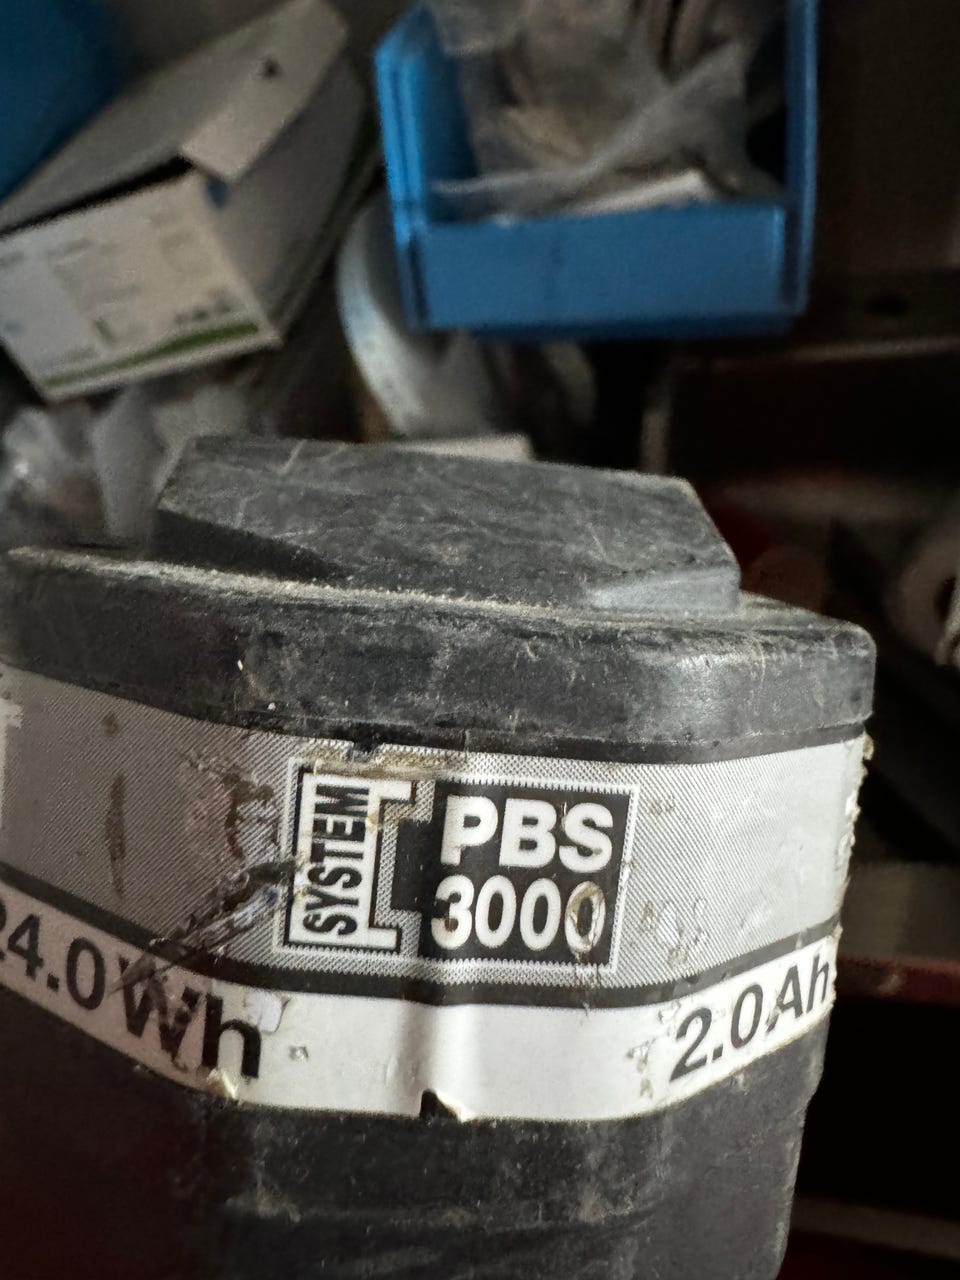 SYSTEM
PBS
3000
24.0Wh
2.0Ah